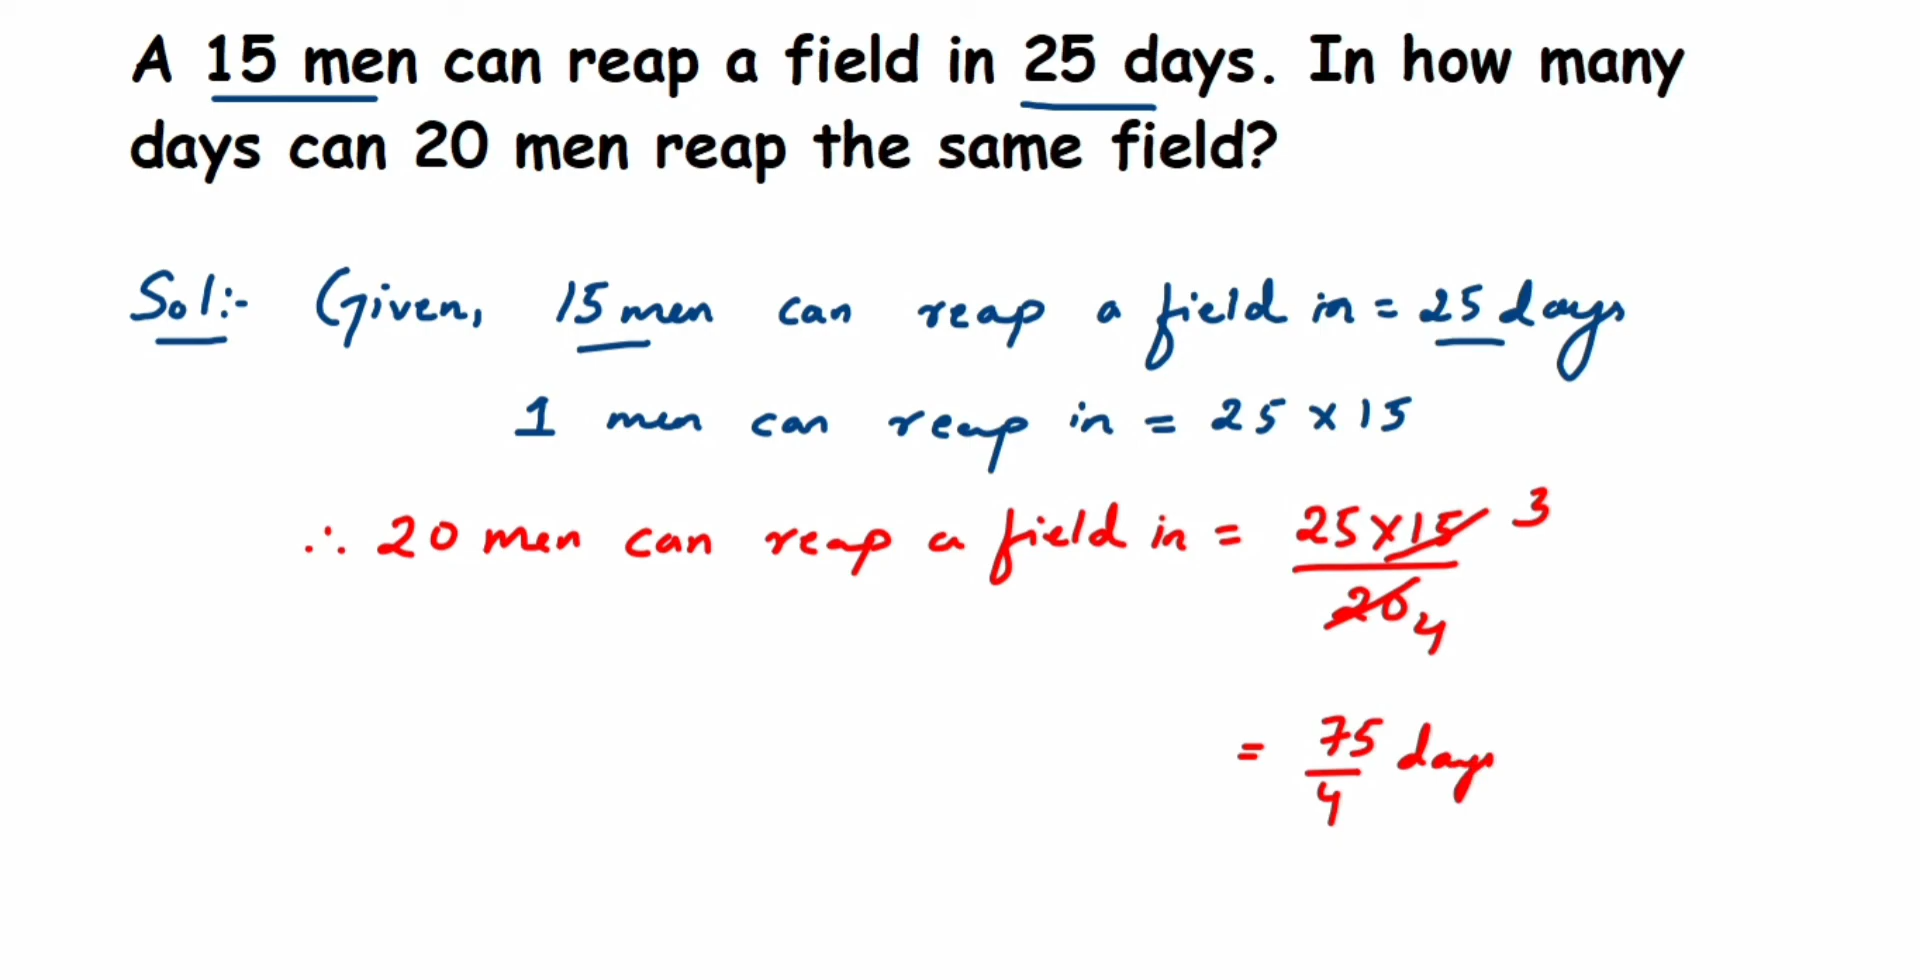 A 15 men can reap a field in 25 days. In how many
days can 20 men reap the same field?
Sol:- Given, 15 men can reap a field in = 25 days
1 men can reap in = 25 x 15
∴ 20 men can reap a field in = 25 x 15 3
20 4
= 75 days
4